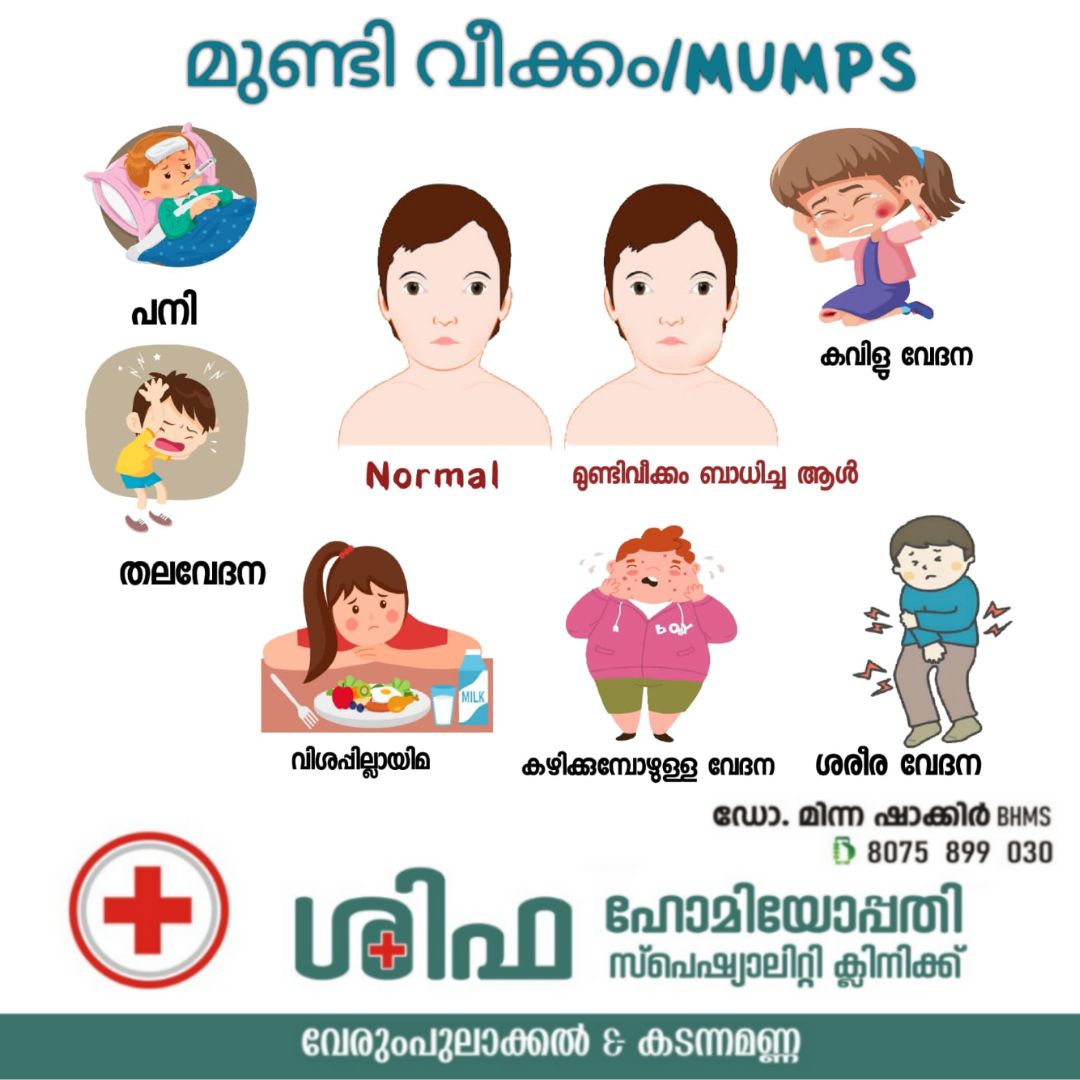 മുണ്ടി വീക്കം/MUMPS
പനി
കവിളു വേദന
തലവേദന
Normal
മുണ്ടിവീക്കം ബാധിച്ച ആൾ
MILK
BOY
വിശപ്പില്ലായിമ
കഴിക്കുമ്പോഴുള്ള വേദന
ശരീര വേദന
ഡോ. മിന്ന ഷാക്കിർ BHMS
8075 899 030
ശിഫ
ഹോമിയോപ്പതി
സ്പെഷ്യാലിറ്റി ക്ലിനിക്ക്
വേരുംപുലാക്കൽ & കടന്നമണ്ണ